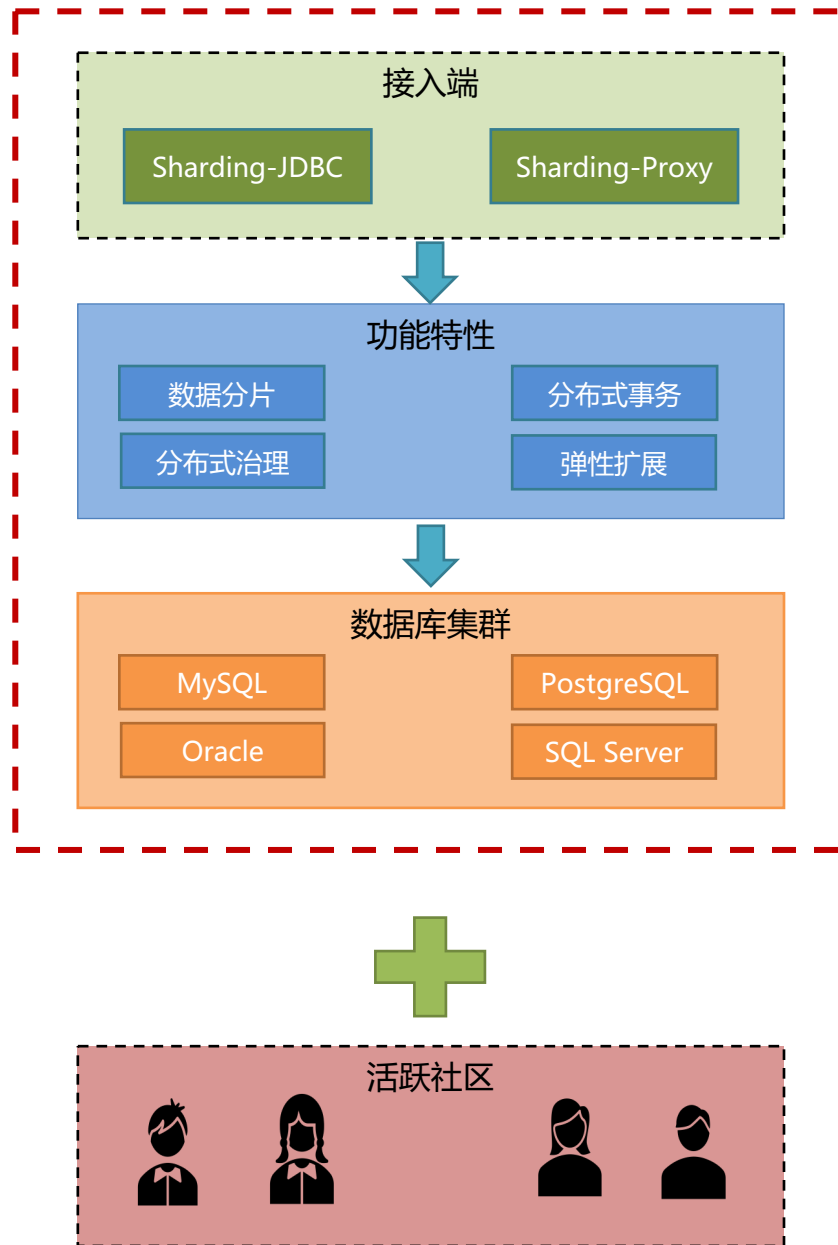 接入端
Sharding-JDBC
Sharding-Proxy
功能特性
数据分片
分布式事务
分布式治理
弹性扩展
数据库集群
MySQL
PostgreSQL
Oracle
SQL Server
活跃社区